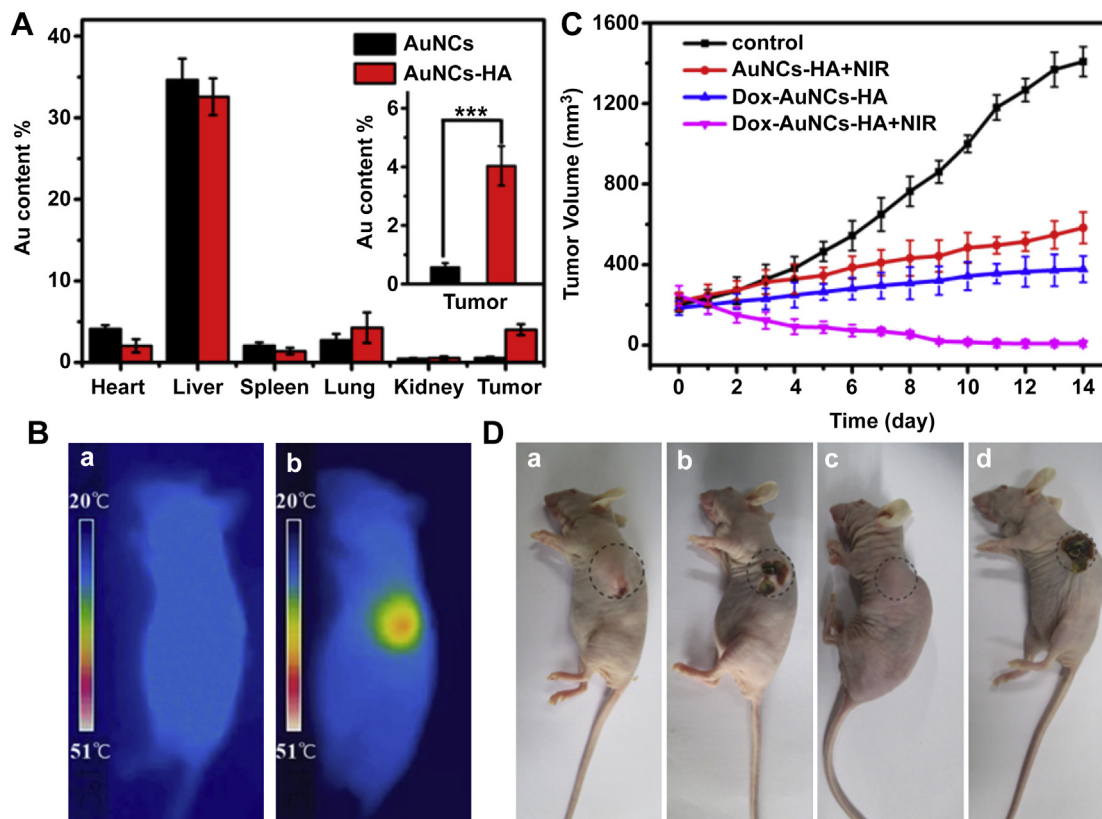 A
AuNCs
AuNCs-HA
Au content %
40
30
20
10
0
Au content %
6
4
2
0
***
Tumor
Heart Liver Spleen Lung Kidney Tumor
C
control
AuNCs-HA+NIR
Dox-AuNCs-HA
Dox-AuNCs-HA+NIR
Tumor Volume (mm³)
1600
1200
800
400
0
0 2 4 6 8 10 12 14
Time (day)
B
a
20℃
51℃
b
20℃
51℃
D
a
b
c
d